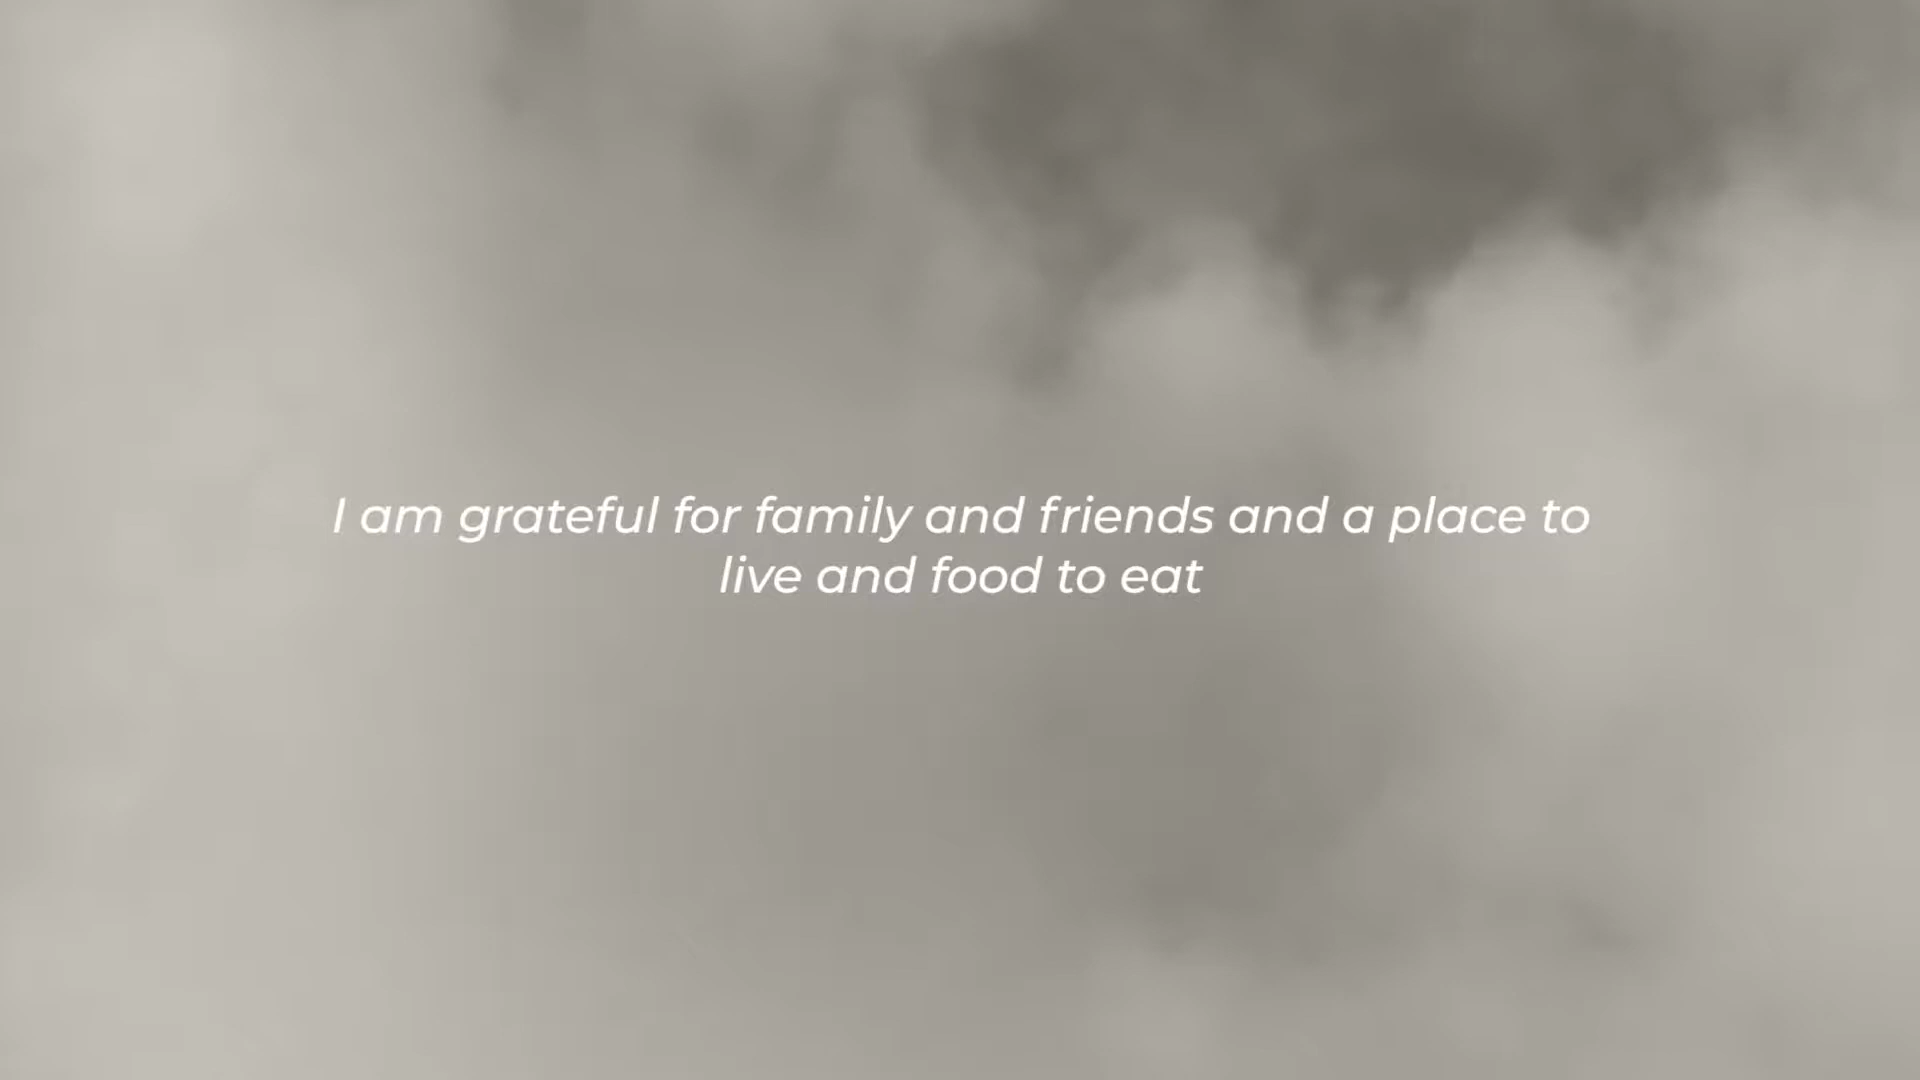 I am grateful for family and friends and a place to
live and food to eat